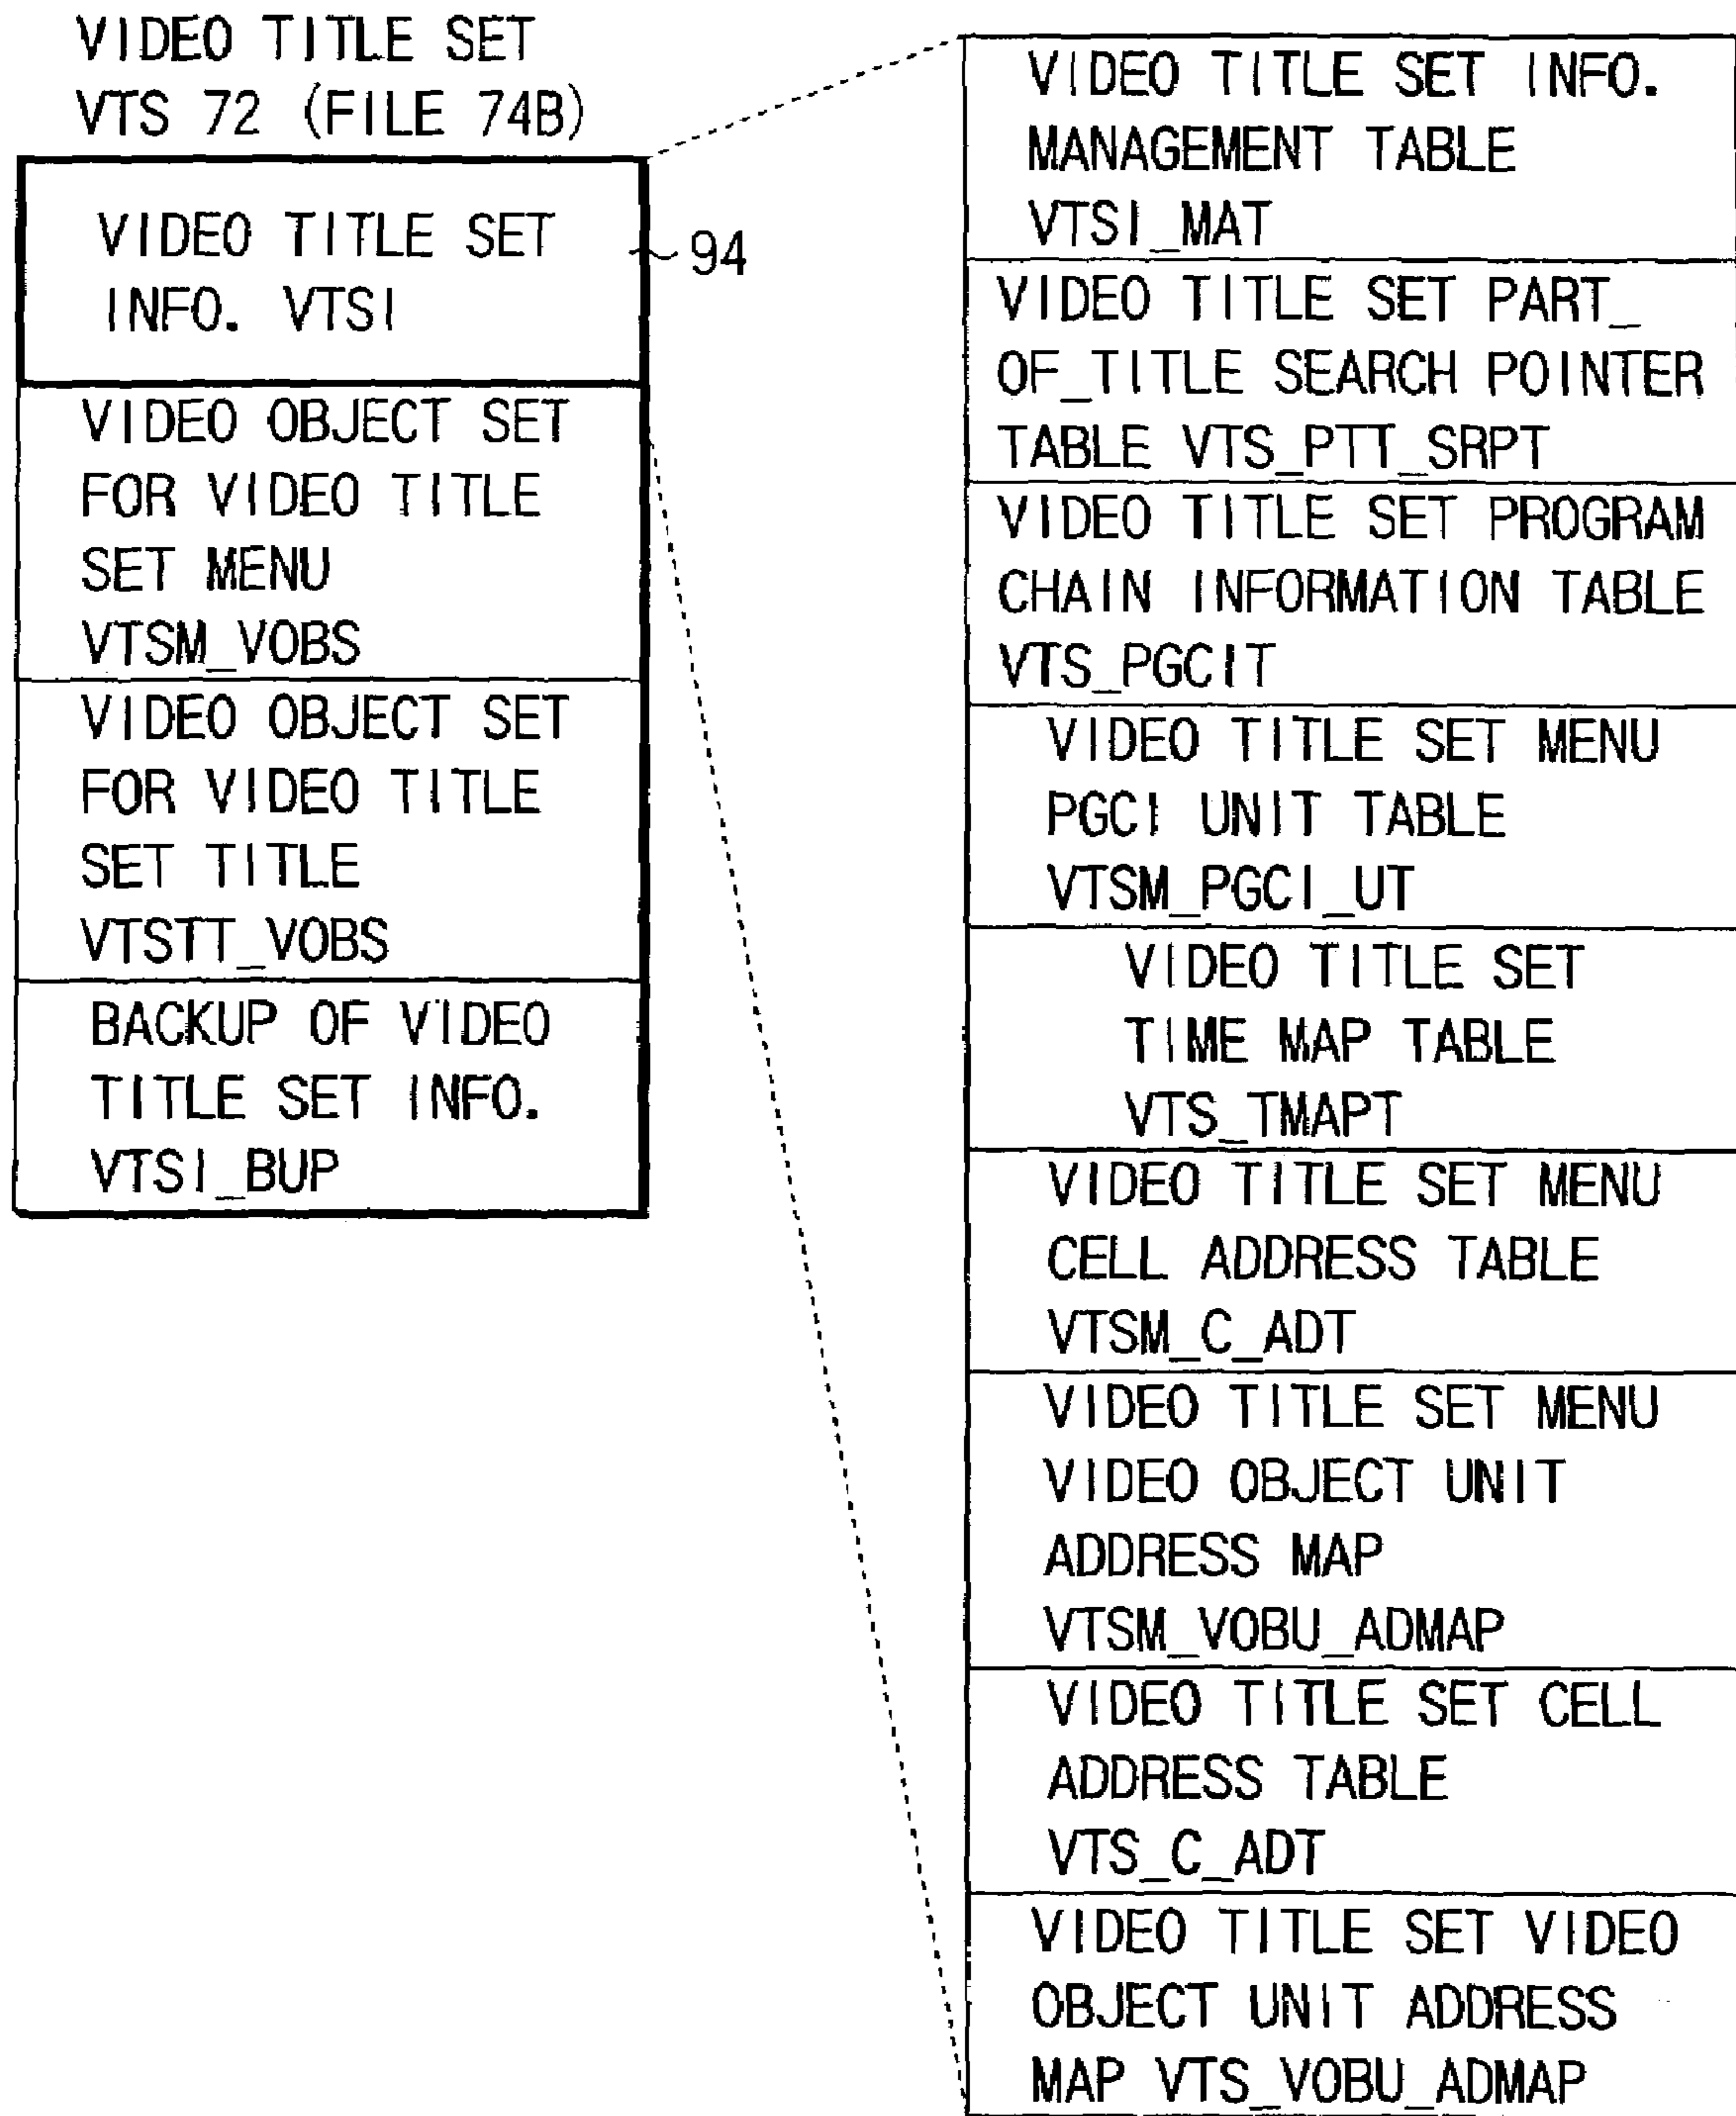 VIDEO TITLE SET
VTS 72 (FILE 74B)
VIDEO TITLE SET
INFO. VTSI
94
VIDEO OBJECT SET
FOR VIDEO TITLE
SET MENU
VTSM_VOBS
VIDEO OBJECT SET
FOR VIDEO TITLE
SET TITLE
VTSTT_VOBS
BACKUP OF VIDEO
TITLE SET INFO.
VTSI_BUP
VIDEO TITLE SET INFO.
MANAGEMENT TABLE
VTSI_MAT
VIDEO TITLE SET PART_
OF_TITLE SEARCH POINTER
TABLE VTS_PTT_SRPT
VIDEO TITLE SET PROGRAM
CHAIN INFORMATION TABLE
VTS_PGCIT
VIDEO TITLE SET MENU
PGCI UNIT TABLE
VTSM_PGCI_UT
VIDEO TITLE SET
TIME MAP TABLE
VTS_TMAPT
VIDEO TITLE SET MENU
CELL ADDRESS TABLE
VTSM_C_ADT
VIDEO TITLE SET MENU
VIDEO OBJECT UNIT
ADDRESS MAP
VTSM_VOBU_ADMAP
VIDEO TITLE SET CELL
ADDRESS TABLE
VTS_C_ADT
VIDEO TITLE SET VIDEO
OBJECT UNIT ADDRESS
MAP VTS_VOBU_ADMAP